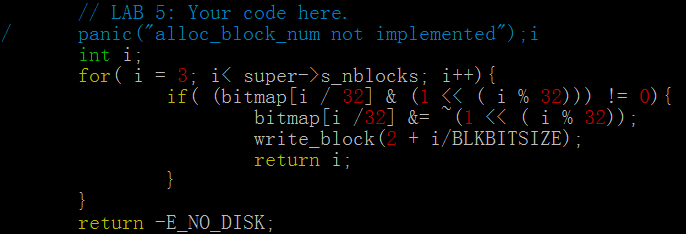 // LAB 5: Your code here.
/       panic("alloc_block_num not implemented");i
        int i;
        for( i = 3; i< super->s_nblocks; i++){
                if( (bitmap[i / 32] & (1 << ( i % 32))) != 0){
                        bitmap[i /32] &= ~(1 << ( i % 32));
                        write_block(2 + i/BLKBITSIZE);
                        return i;
                }
        }
        return -E_NO_DISK;